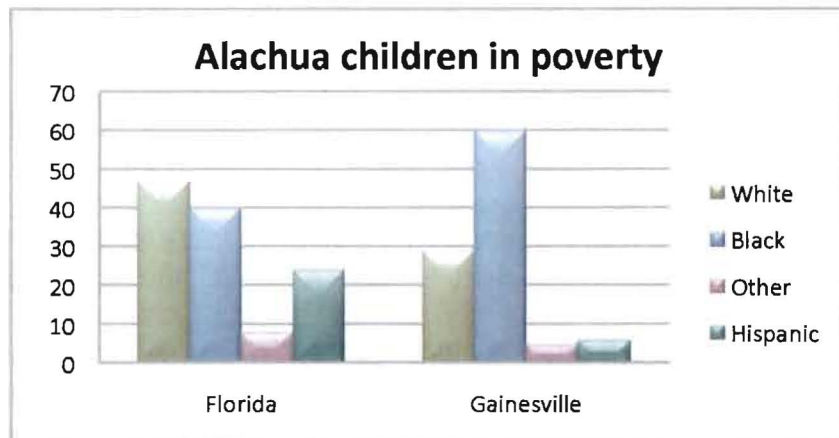 Alachua children in poverty
70
60
50
40
30
20
10
0
Florida
Gainesville
White
Black
Other
Hispanic